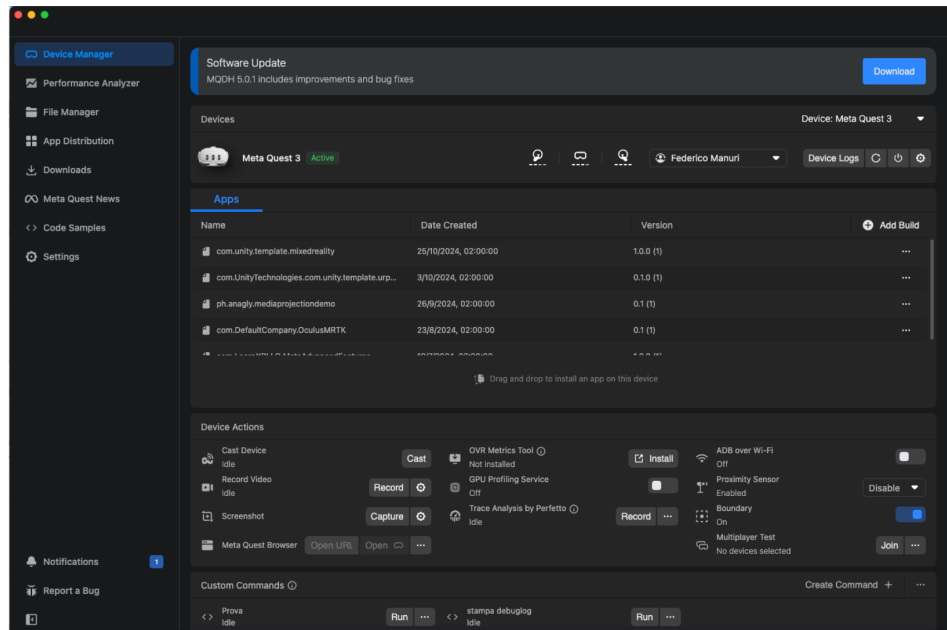 Device Manager
Performance Analyzer
File Manager
App Distribution
Downloads
Meta Quest News
Code Samples
Settings
Notifications 1
Report a Bug
Software Update
MQDH 5.0.1 includes improvements and bug fixes
Download
Devices
Device: Meta Quest 3
Meta Quest 3 Active
Federico Manuri
Device Logs
Apps
Name Date Created Version Add Build
com.unity.template.mixedreality 25/10/2024, 02:00:00 1.0.0 (1)
com.UnityTechnologies.com.unity.template.urp... 3/10/2024, 02:00:00 0.1.0 (1)
ph.anagly.mediaprojectiondemo 26/9/2024, 02:00:00 0.1 (1)
com.DefaultCompany.OculusMRTK 23/8/2024, 02:00:00 0.1 (1)
Drag and drop to install an app on this device
Device Actions
Cast Device
Idle
Cast
OVR Metrics Tool
Not installed
Install
ADB over Wi-Fi
Off
Record Video
Idle
Record
GPU Profiling Service
Off
Proximity Sensor
Enabled
Disable
Screenshot
Capture
Trace Analysis by Perfetto
Idle
Record ...
Boundary
On
Meta Quest Browser
Open URL
Open
...
Multiplayer Test
No devices selected
Join ...
Custom Commands
Create Command +
...
Prova
Idle
Run ...
stampa debuglog
Idle
Run ...